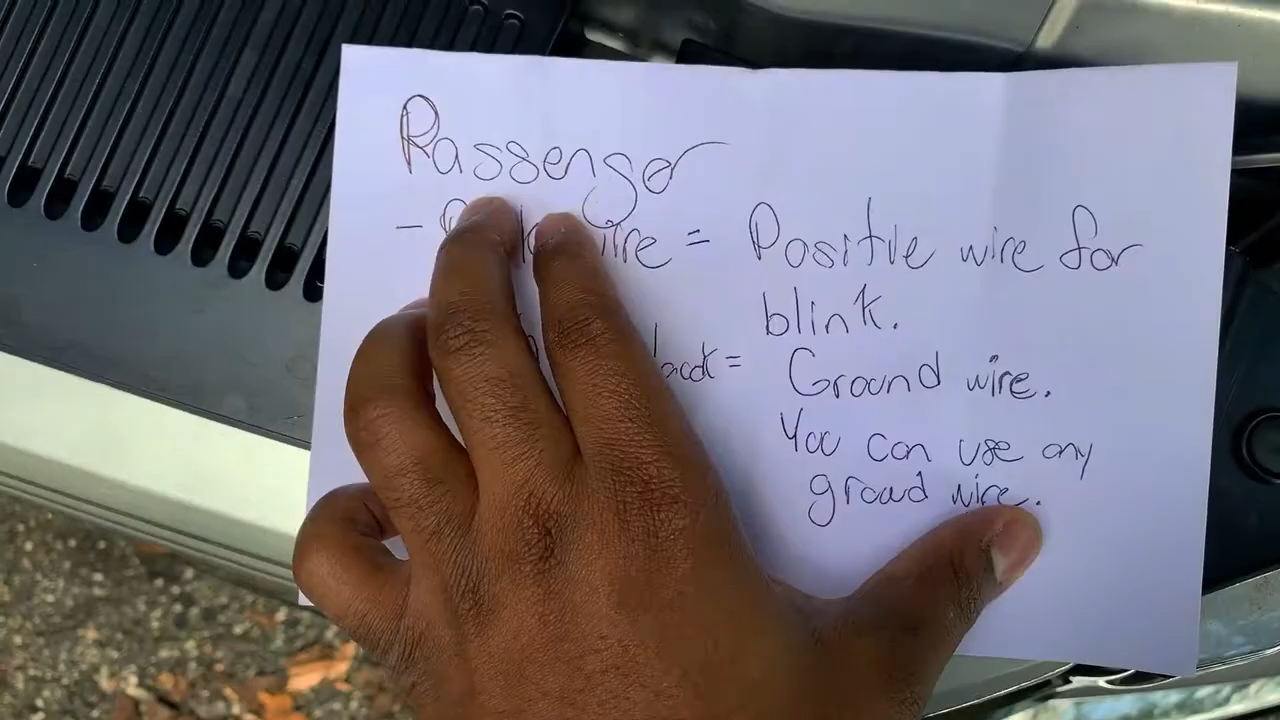 Passenger
- wire = Positive wire for
blink.
= Ground wire.
You can use any
ground wire.